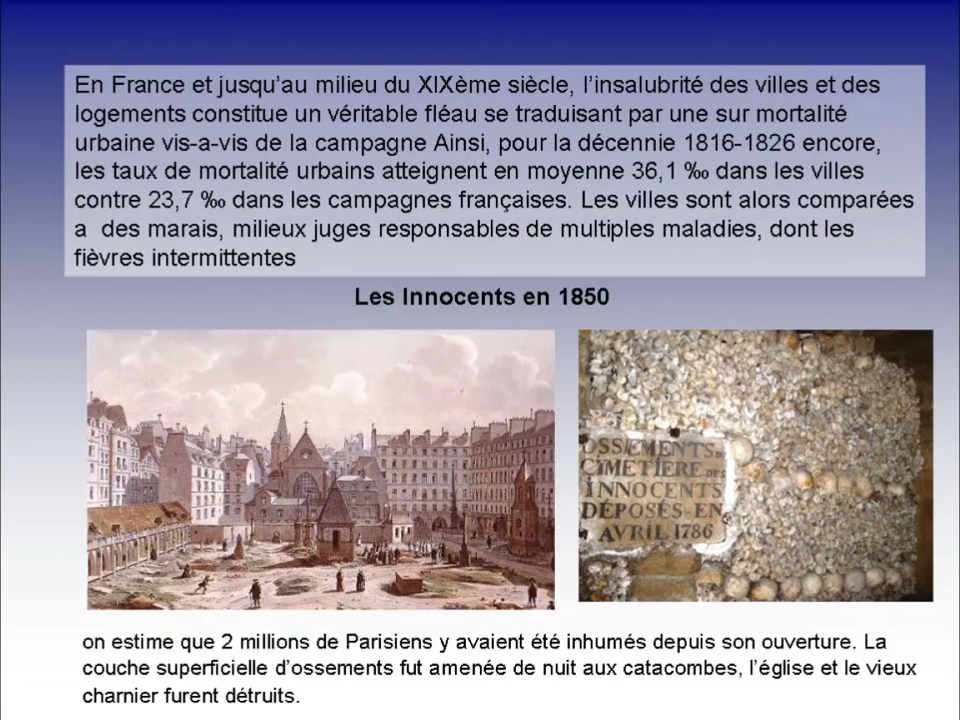 En France et jusqu’au milieu du XIXème siècle, l’insalubrité des villes et des
logements constitue un véritable fléau se traduisant par une sur mortalité
urbaine vis-a-vis de la campagne Ainsi, pour la décennie 1816-1826 encore,
les taux de mortalité urbains atteignent en moyenne 36,1 ‰ dans les villes
contre 23,7 ‰ dans les campagnes françaises. Les villes sont alors comparées
a des marais, milieux juges responsables de multiples maladies, dont les
fièvres intermittentes
Les Innocents en 1850
OSSEMENTS DU
CIMETIERE DES
INNOCENTS
DÉPOSÉS EN
AVRIL 1786
on estime que 2 millions de Parisiens y avaient été inhumés depuis son ouverture. La
couche superficielle d’ossements fut amenée de nuit aux catacombes, l’église et le vieux
charnier furent détruits.